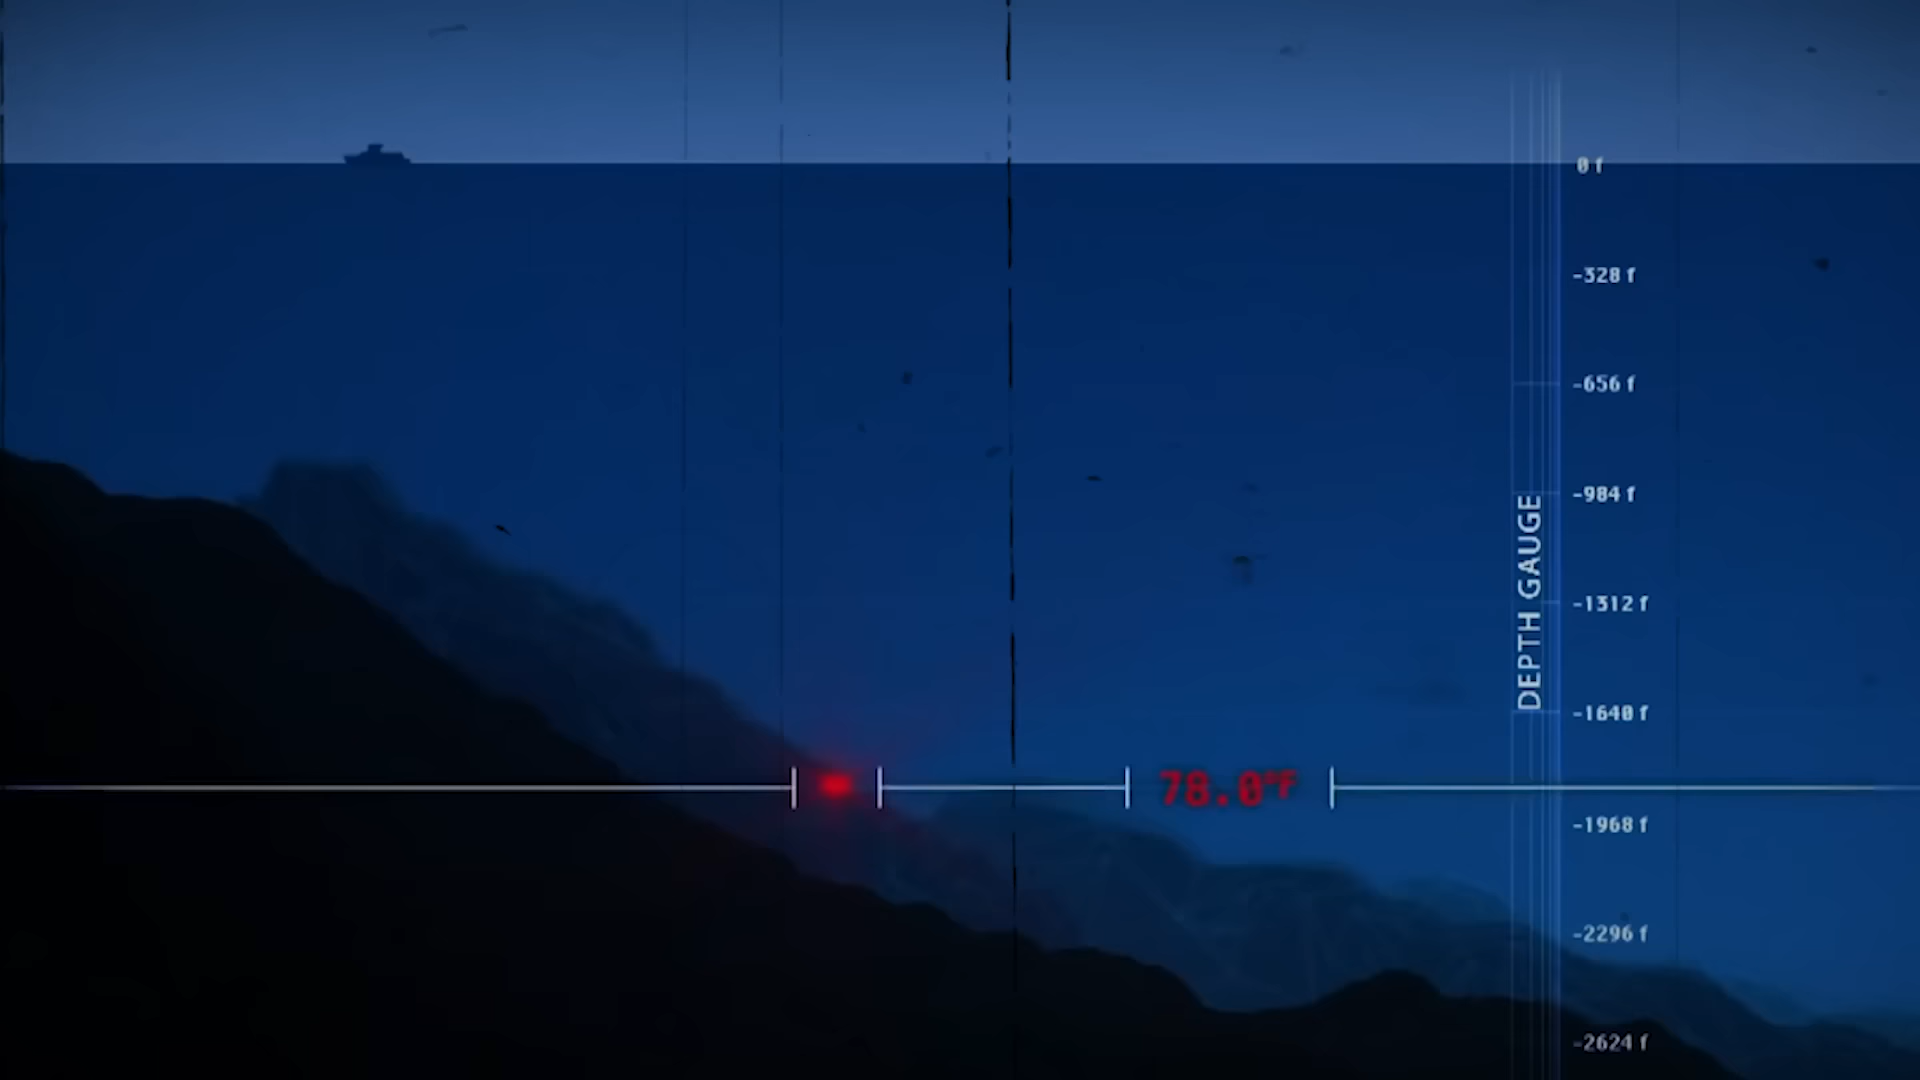 0 f
-328 f
-656 f
-984 f
DEPTH GAUGE
-1312 f
-1640 f
78.0°F
-1968 f
-2296 f
-2624 f